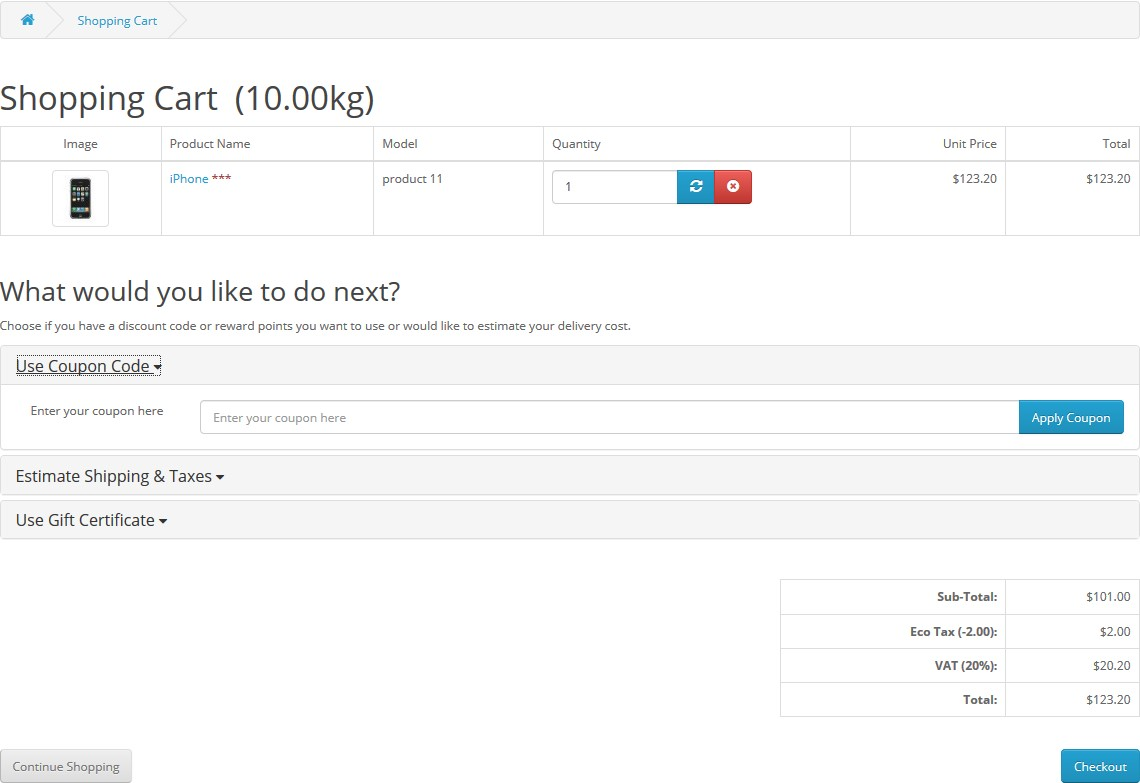 Shopping Cart
Shopping Cart (10.00kg)
Image Product Name Model Quantity Unit Price Total
iPhone *** product 11 1 $123.20 $123.20
What would you like to do next?
Choose if you have a discount code or reward points you want to use or would like to estimate your delivery cost.
Use Coupon Code
Enter your coupon here Enter your coupon here Apply Coupon
Estimate Shipping & Taxes
Use Gift Certificate
Sub-Total: $101.00
Eco Tax (-2.00): $2.00
VAT (20%): $20.20
Total: $123.20
Continue Shopping Checkout